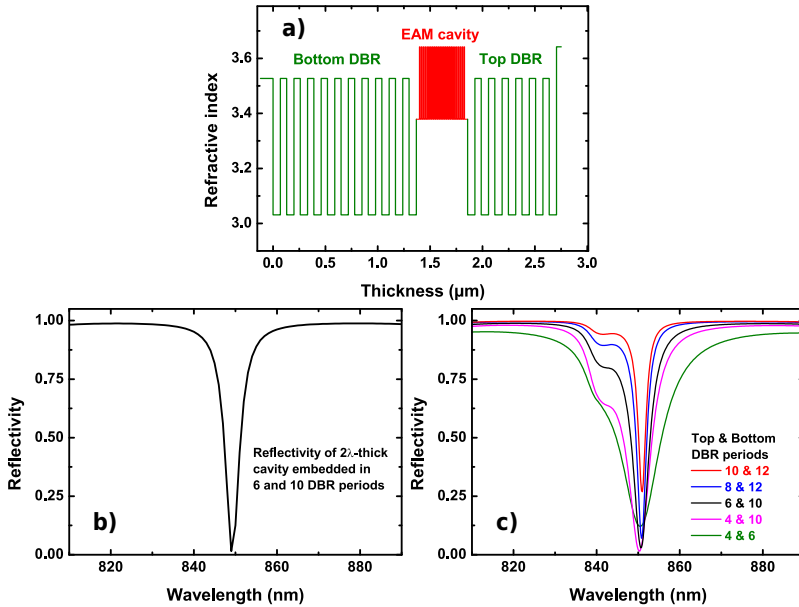 a)
EAM cavity
Bottom DBR
Top DBR
Refractive index
3.6
3.4
3.2
3.0
0.0 0.5 1.0 1.5 2.0 2.5 3.0
Thickness (µm)
Reflectivity
1.00
0.75
0.50
0.25
0.00
Reflectivity of 2λ-thick
cavity embedded in
6 and 10 DBR periods
b)
820 840 860 880
Wavelength (nm)
Reflectivity
1.00
0.75
0.50
0.25
0.00
Top & Bottom
DBR periods
10 & 12
8 & 12
6 & 10
4 & 10
4 & 6
c)
820 840 860 880
Wavelength (nm)